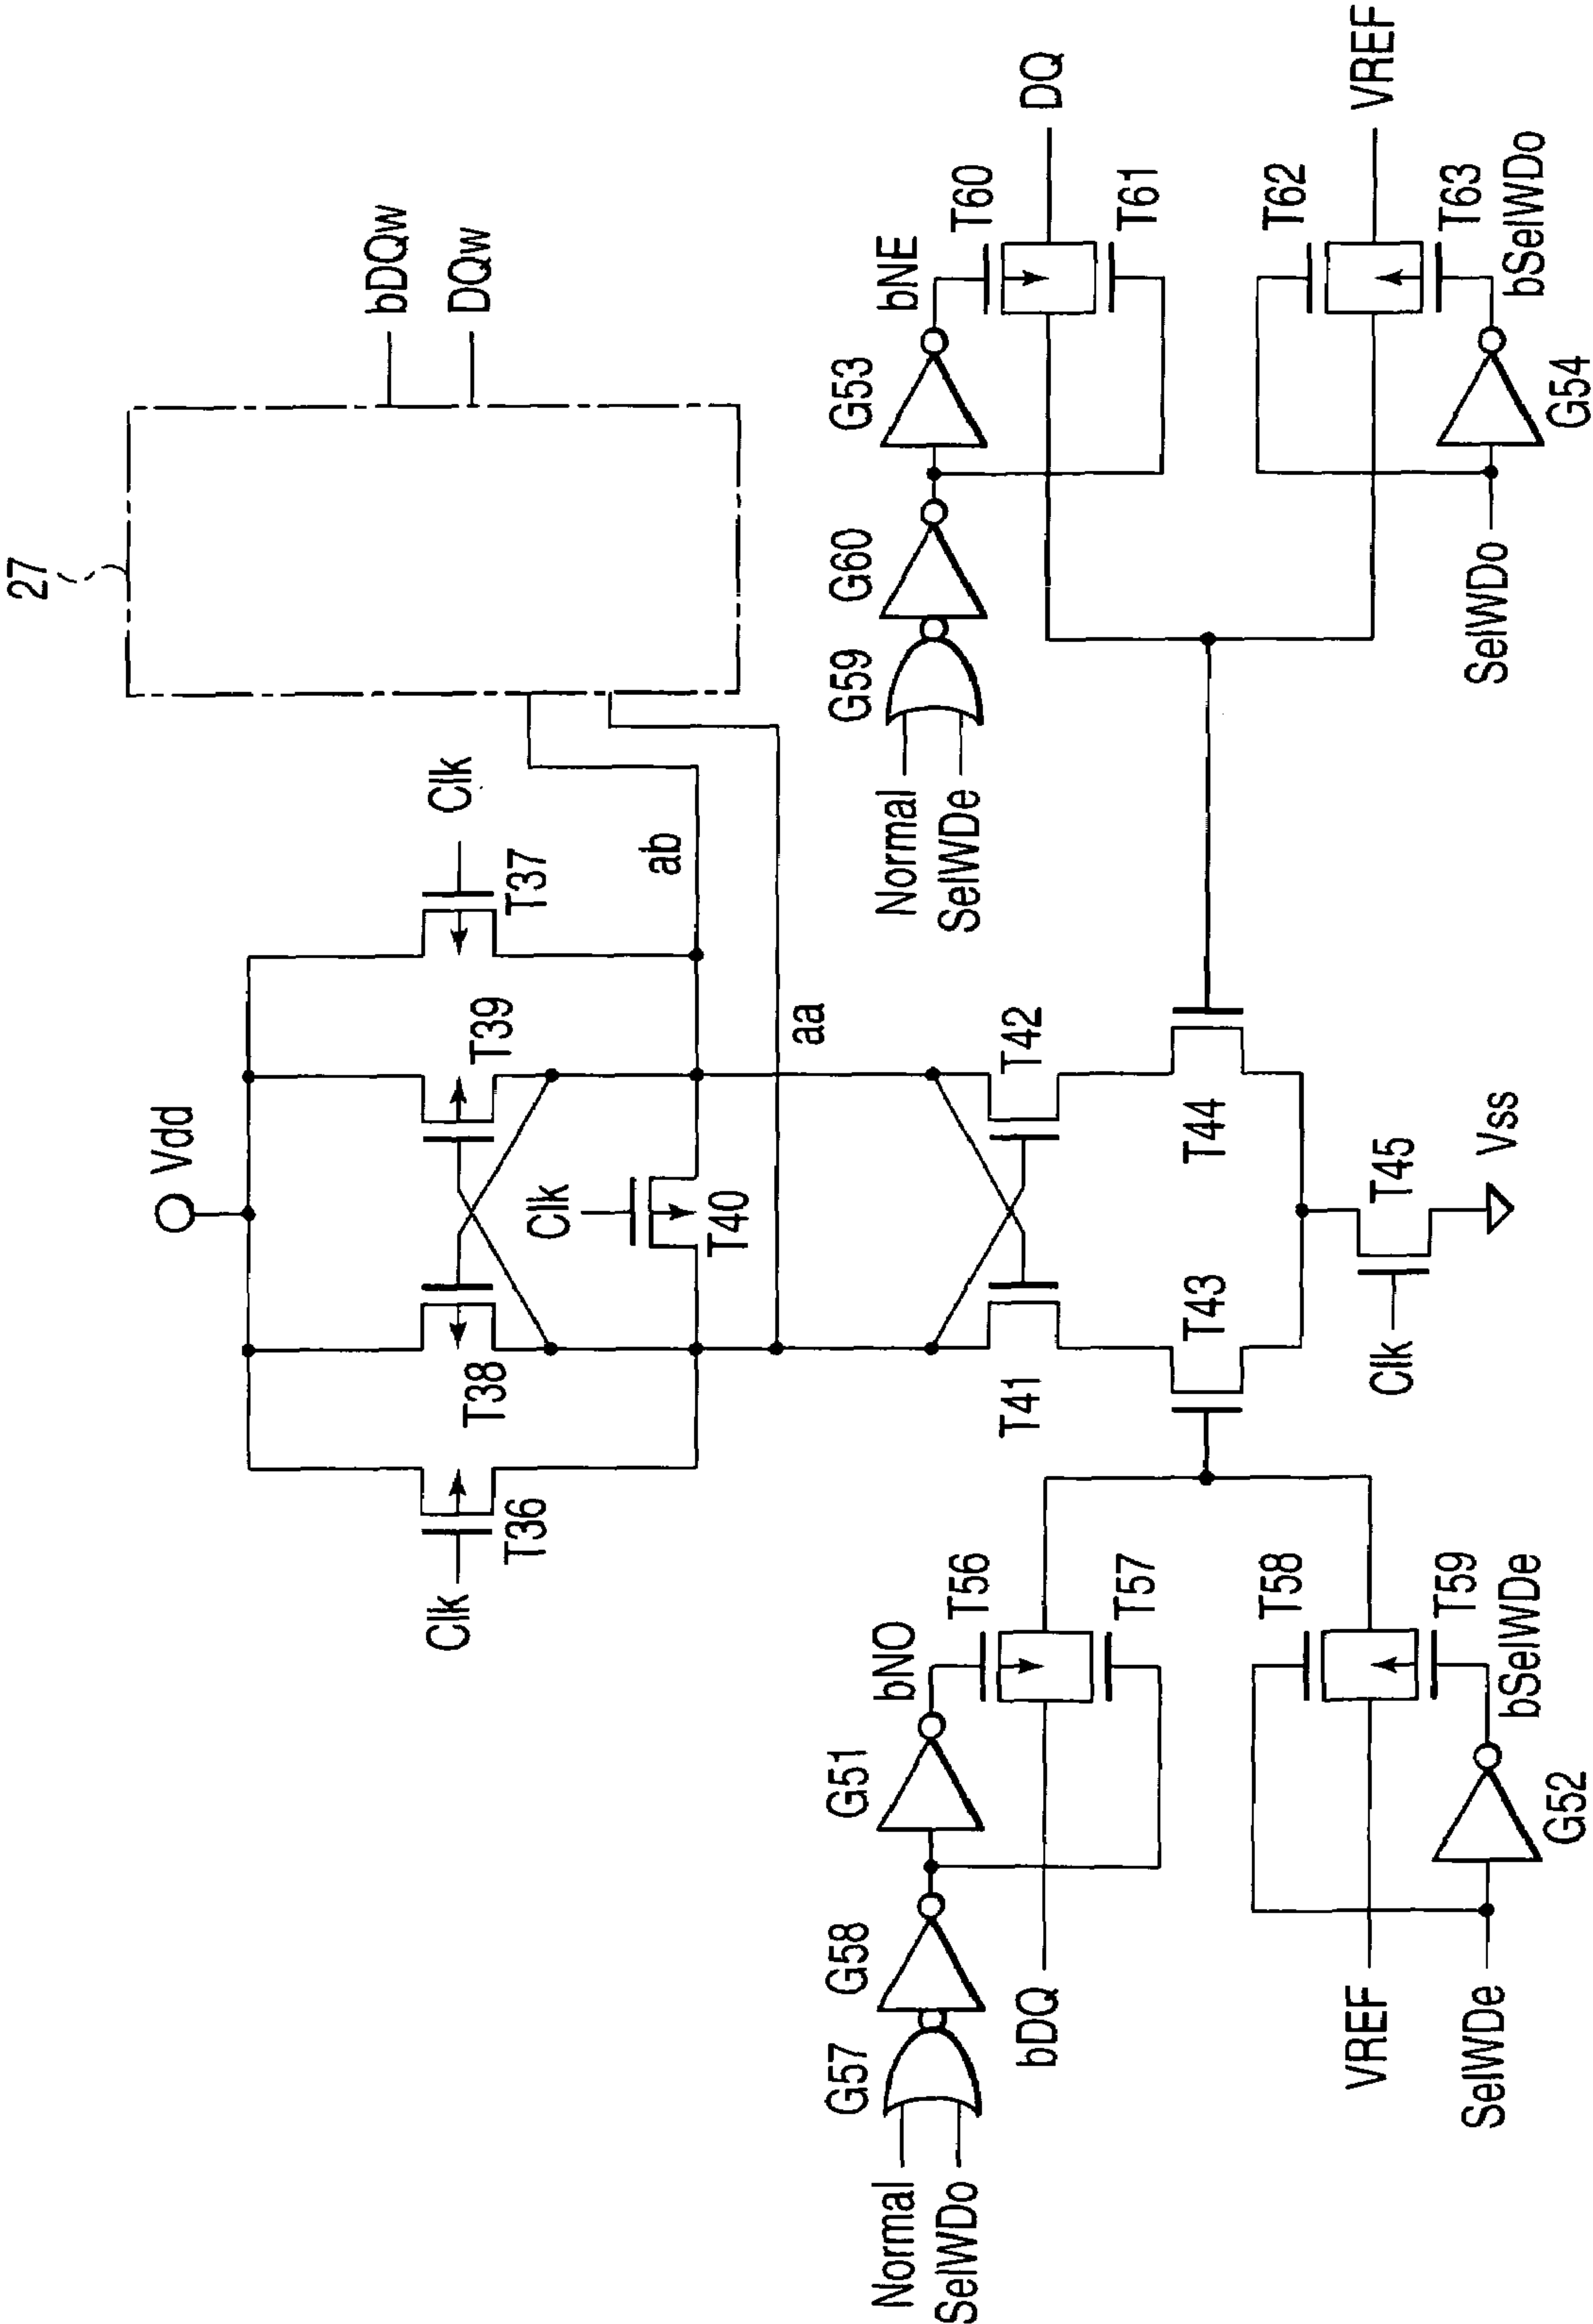 27
bDQw
DQw
Vdd
Clk
T36
T38
T39
T37
Clk
Clk
T40
ab
aa
T41
T42
T43
T44
Clk
T45
Vss
Normal
SelWDo
G57
G58
G51
bNO
T56
T57
bDQ
VREF
T58
T59
SelWDe
G52
bSelWDe
Normal
SelWDe
G59
G60
G53
bNE
T60
T61
DQ
VREF
T62
T63
SelWDo
G54
bSelWDo